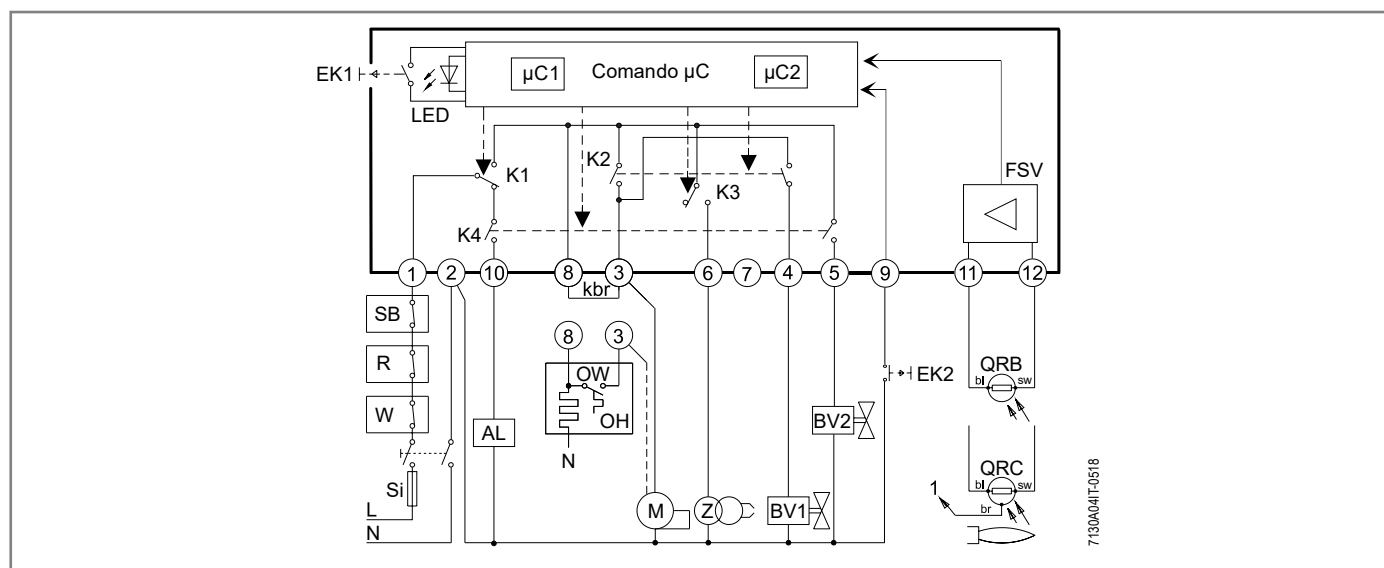 EK1
µC1 Comando µC µC2
LED
K1
K2
K3
FSV
K4
1 2 10 8 3 6 7 4 5 9 11 12
kbr
SB
R
W
Si
L
N
8 3
OW
OH
N
AL
M
Z
BV1
BV2
EK2
QRB
bl sw
QRC
bl sw
1
br
7130A04IT-0518